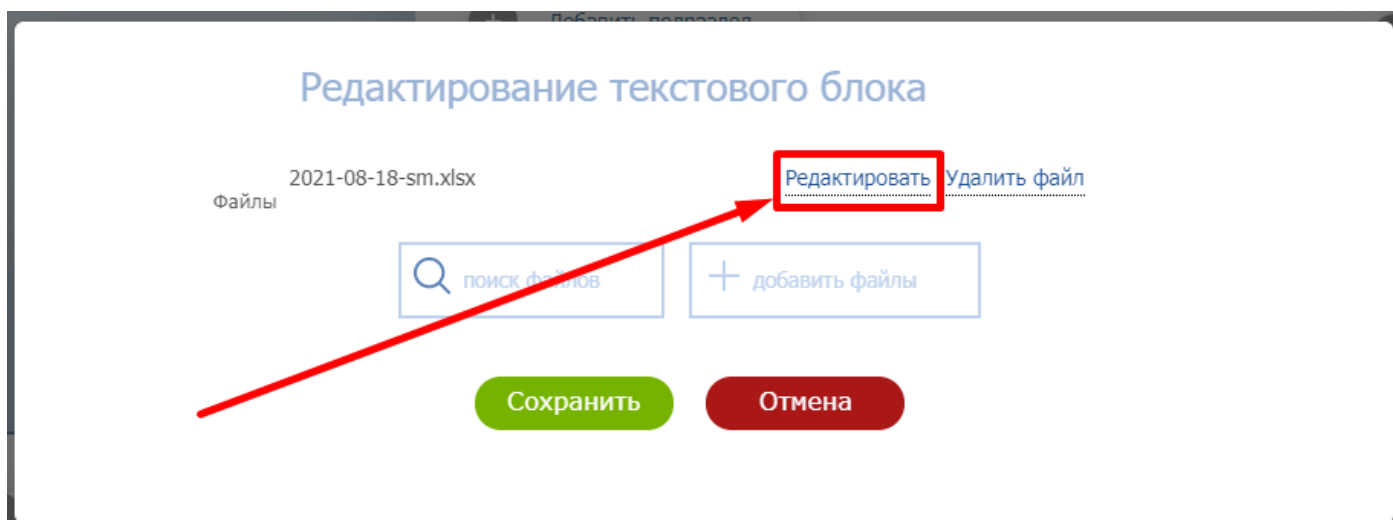 Добавить подраздел
Редактирование текстового блока
2021-08-18-sm.xlsx Редактировать Удалить файл
Файлы
поиск файлов добавить файлы
Сохранить Отмена